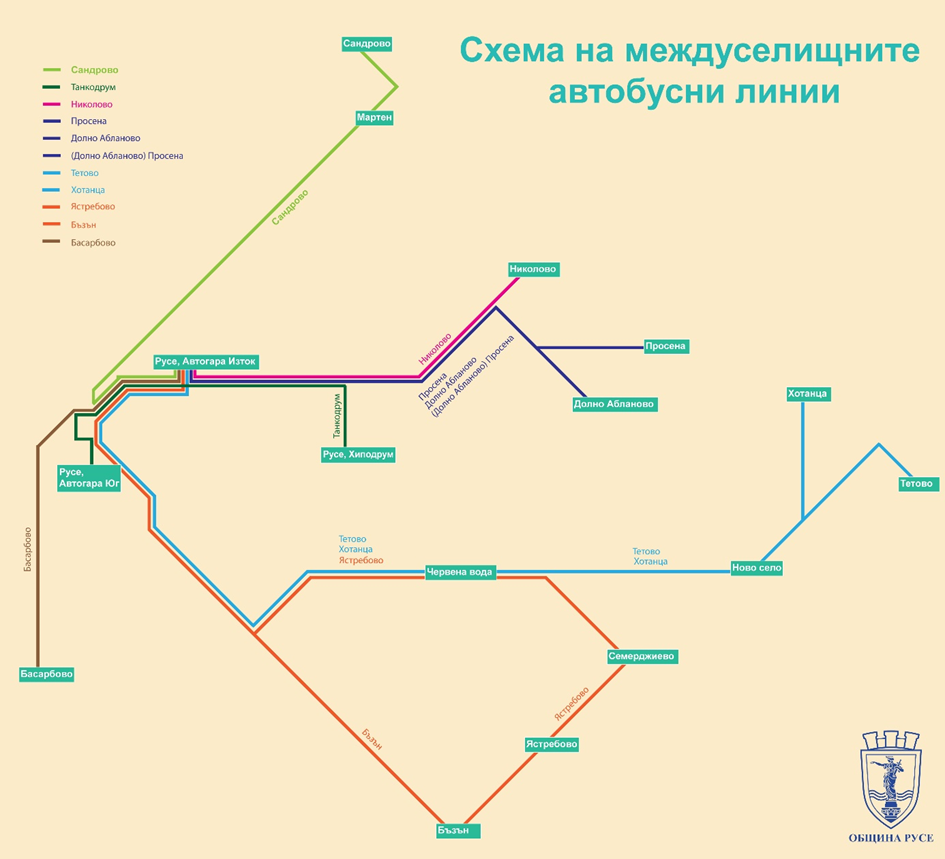 Схема на междуселищните
автобусни линии
Сандрово
Танкодрум
Николово
Просена
Долно Абланово
(Долно Абланово) Просена
Тетово
Хотанца
Ястребово
Бъзън
Басарбово
Сандрово
Мартен
Сандрово
Николово
Русе, Автогара Изток
Николово
Просена
Долно Абланово
(Долно Абланово) Просена
Просена
Долно Абланово
Хотанца
Танкодрум
Русе, Хиподрум
Русе,
Автогара Юг
Тетово
Басарбово
Тетово
Хотанца
Ястребово
Тетово
Хотанца
Червена вода
Ново село
Семерджиево
Басарбово
Ястребово
Бъзън
Ястребово
Бъзън
ОБЩИНА РУСЕ